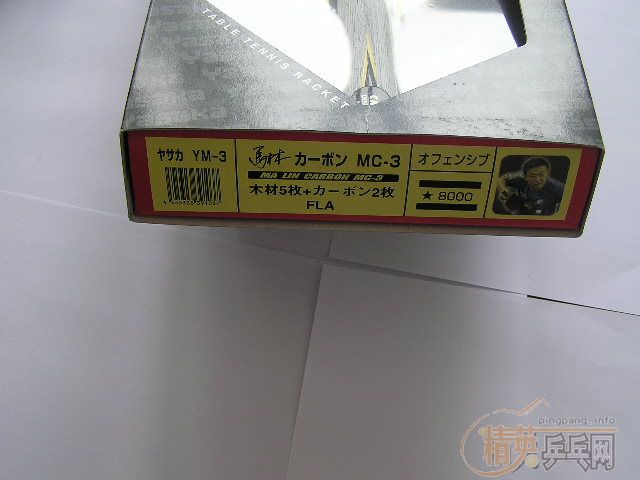 TABLE TENNIS RACKET
ヤサカ YM-3
馬林 カーボン MC-3
MA LIN CARBON MC-3
木材5枚+カーボン2枚
FLA
オフェンシブ
★ 8000
pingpang.info
精英乒乓网